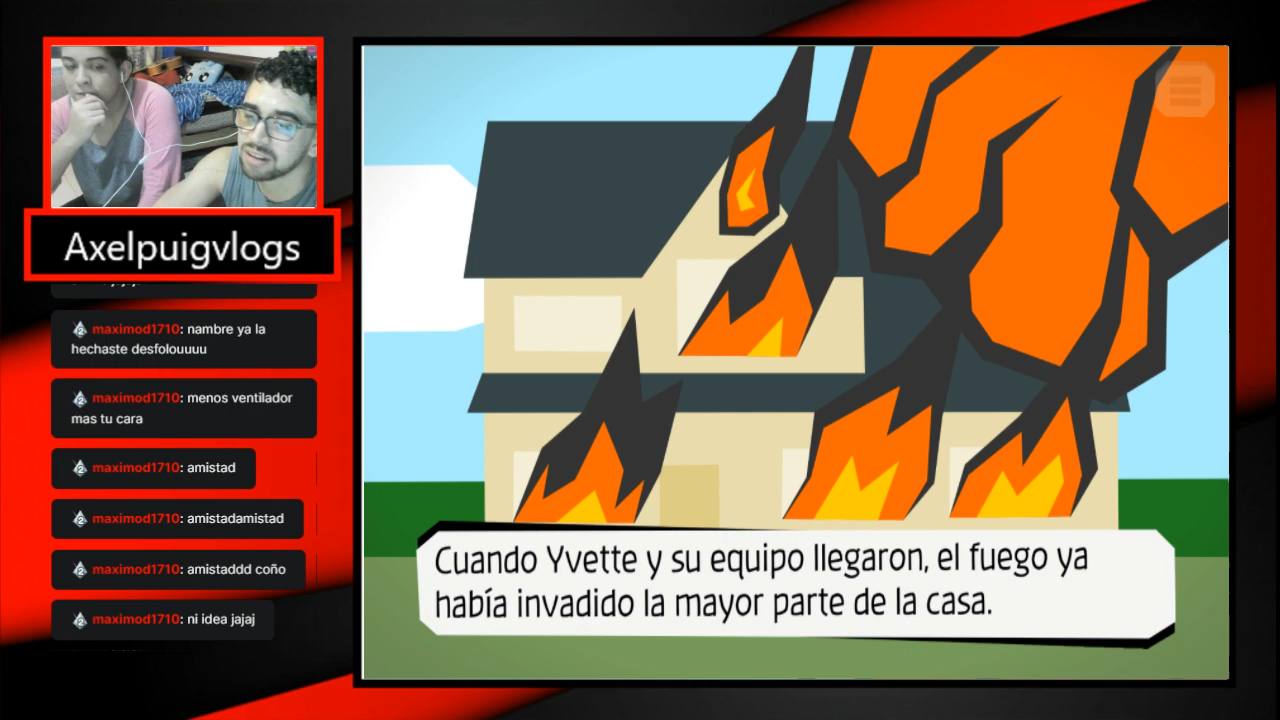 Axelpuigvlogs
maximod1710: nambre ya la
hechaste desfolouuuu
maximod1710: menos ventilador
mas tu cara
maximod1710: amistad
maximod1710: amistadamistad
maximod1710: amistaddd coño
maximod1710: ni idea jajaj
Cuando Yvette y su equipo llegaron, el fuego ya
había invadido la mayor parte de la casa.